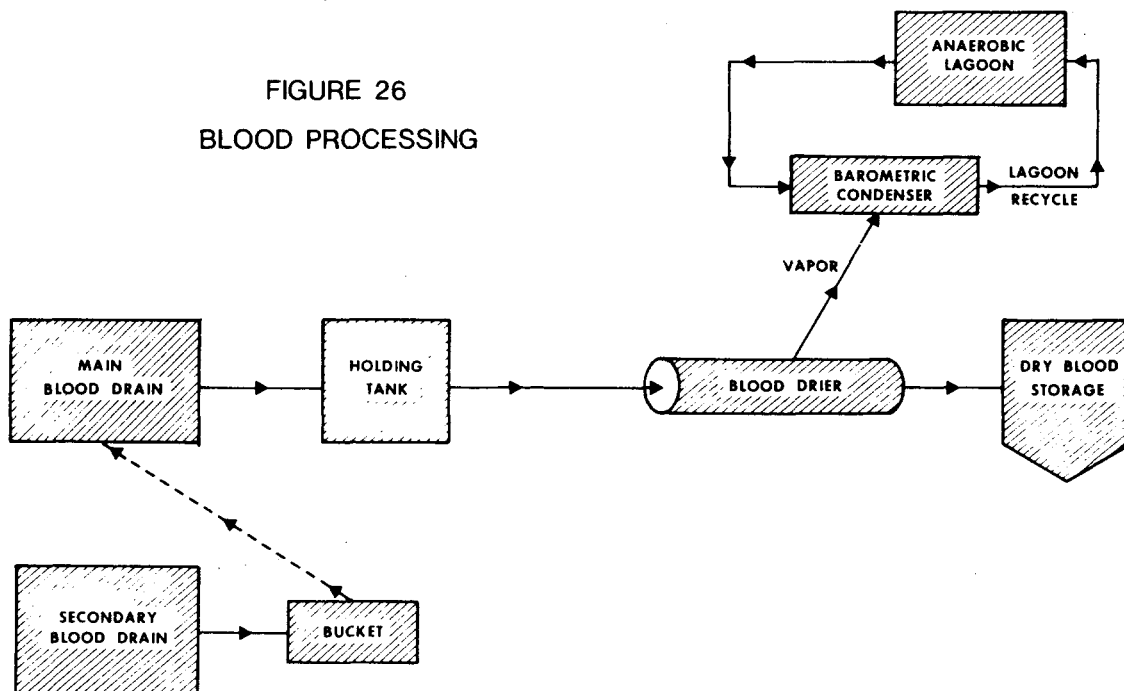 FIGURE 26
BLOOD PROCESSING
ANAEROBIC
LAGOON
BAROMETRIC
CONDENSER
LAGOON
RECYCLE
VAPOR
MAIN
BLOOD DRAIN
HOLDING
TANK
BLOOD DRIER
DRY BLOOD
STORAGE
SECONDARY
BLOOD DRAIN
BUCKET